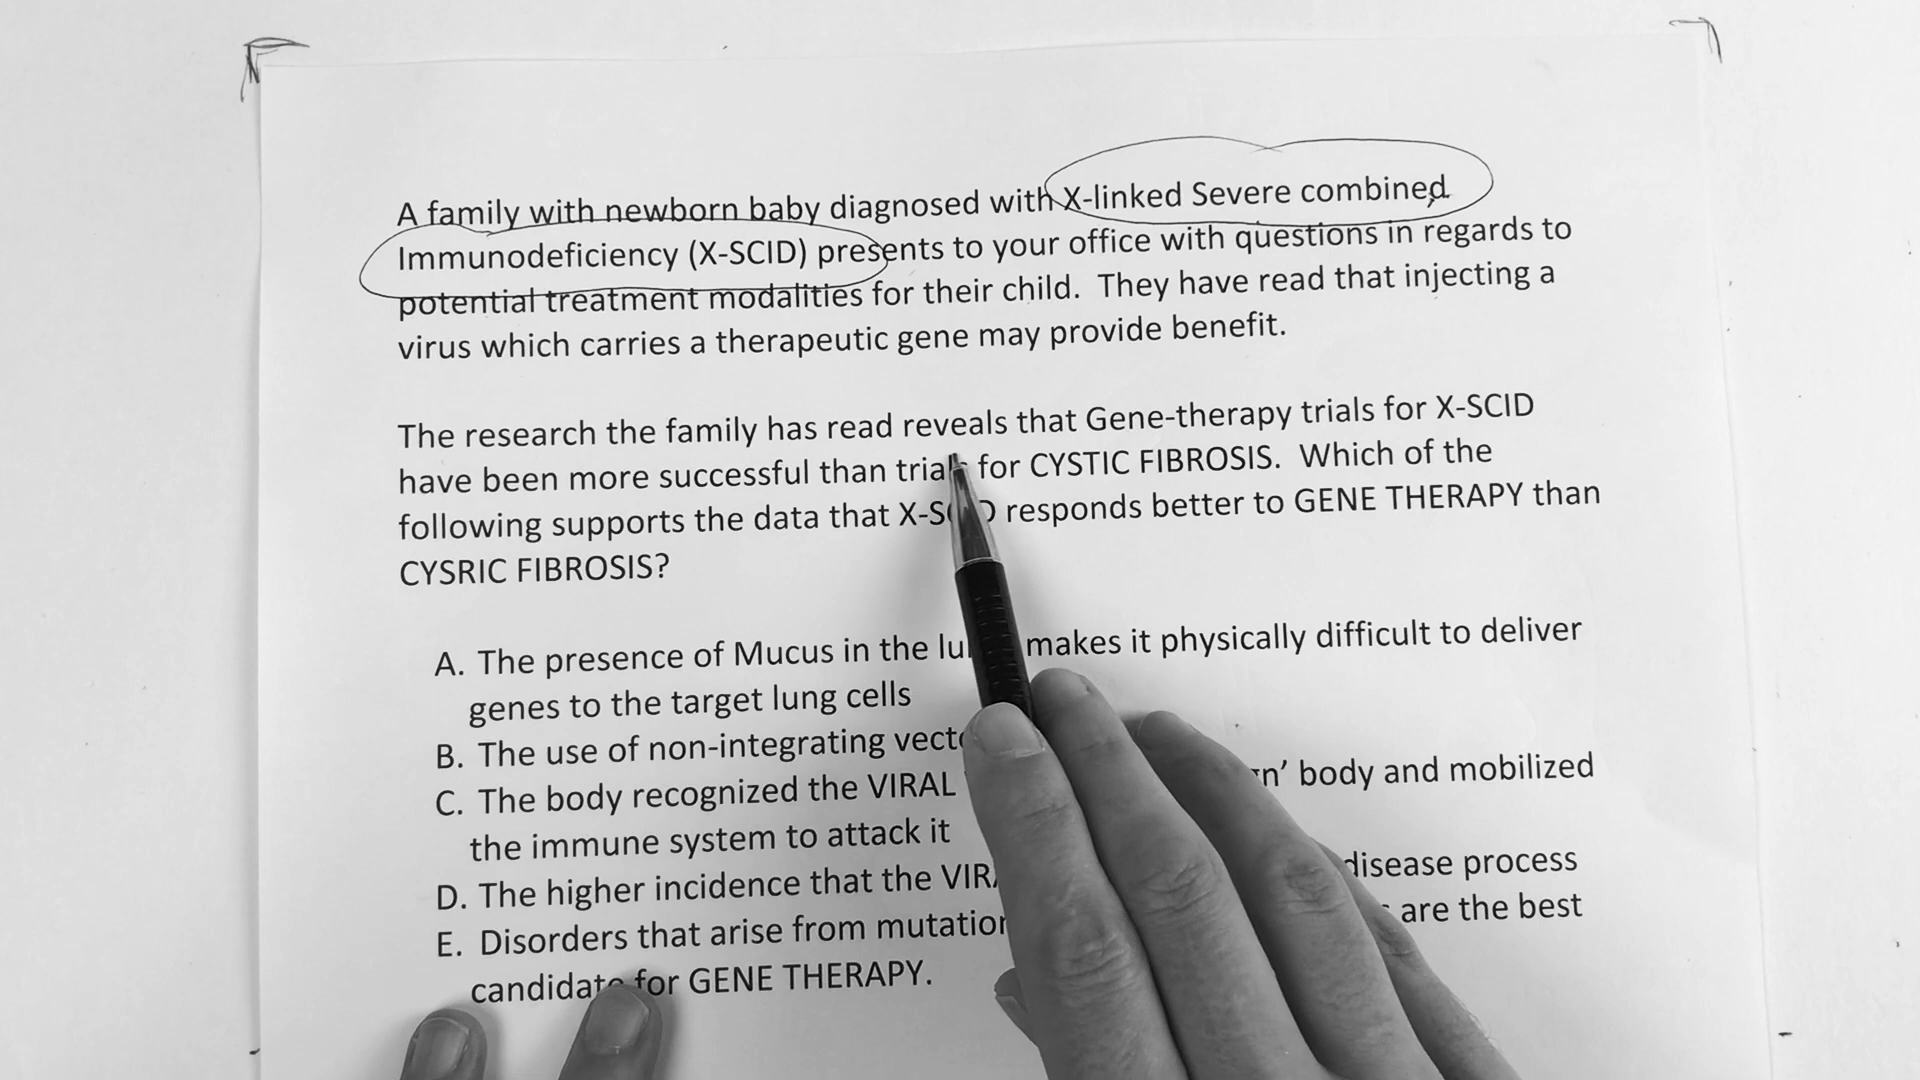 A family with newborn baby diagnosed with X-linked Severe combined
Immunodeficiency (X-SCID) presents to your office with questions in regards to
potential treatment modalities for their child. They have read that injecting a
virus which carries a therapeutic gene may provide benefit.
The research the family has read reveals that Gene-therapy trials for X-SCID
have been more successful than trials for CYSTIC FIBROSIS. Which of the
following supports the data that X-SCID responds better to GENE THERAPY than
CYSRIC FIBROSIS?
A. The presence of Mucus in the makes it physically difficult to deliver
genes to the target lung cells
B. The use of non-integrating
C. The body recognized the VIRAL body and mobilized
the immune system to attack it
D. The higher incidence that the disease process
E. Disorders that arise from are the best
candidate for GENE THERAPY.